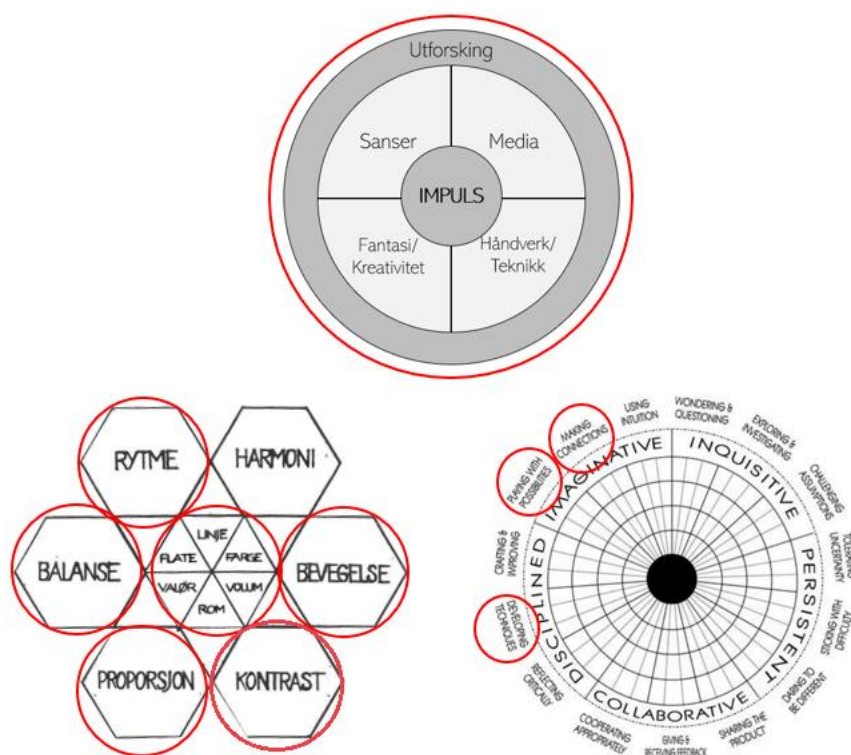 Utforsking
Sanser
Media
IMPULS
Fantasi/
Kreativitet
Håndverk/
Teknikk
RYTME
HARMONI
BALANSE
LINJE
FLATE
FARGE
VALØR
VOLUM
ROM
BEVEGELSE
PROPORSJON
KONTRAST
USING
INTUITION
WONDERING &
QUESTIONING
MAKING
CONNECTIONS
EXPLORING &
INVESTIGATING
PLAYING WITH
POSSIBILITIES
IMAGINATIVE
INQUISITIVE
CHALLENGING
ASSUMPTIONS
CRAFTING &
IMPROVING
TOLERATING
UNCERTAINTY
DISCIPLINED
PERSISTENT
DEVELOPING
TECHNIQUES
STICKING WITH
DIFFICULTY
REFLECTING
CRITICALLY
COLLABORATIVE
DARING TO
BE DIFFERENT
COOPERATING
APPROPRIATELY
GIVING &
RECEIVING FEEDBACK
SHARING THE
PRODUCT